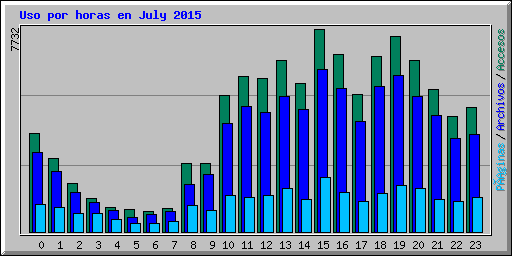 Uso por horas en July 2015
7732
Páginas / Archivos / Accesos
0 1 2 3 4 5 6 7 8 9 10 11 12 13 14 15 16 17 18 19 20 21 22 23